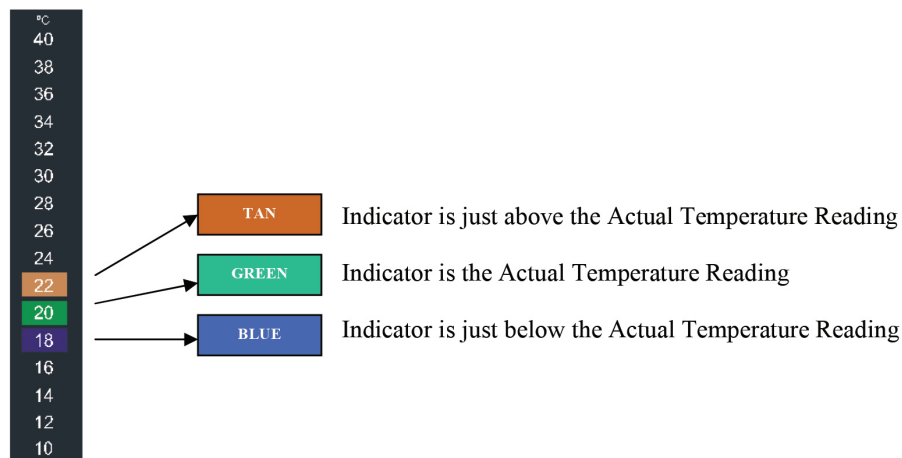 ºC
40
38
36
34
32
30
28
26
24
22
20
18
16
14
12
10
TAN
Indicator is just above the Actual Temperature Reading
GREEN
Indicator is the Actual Temperature Reading
BLUE
Indicator is just below the Actual Temperature Reading